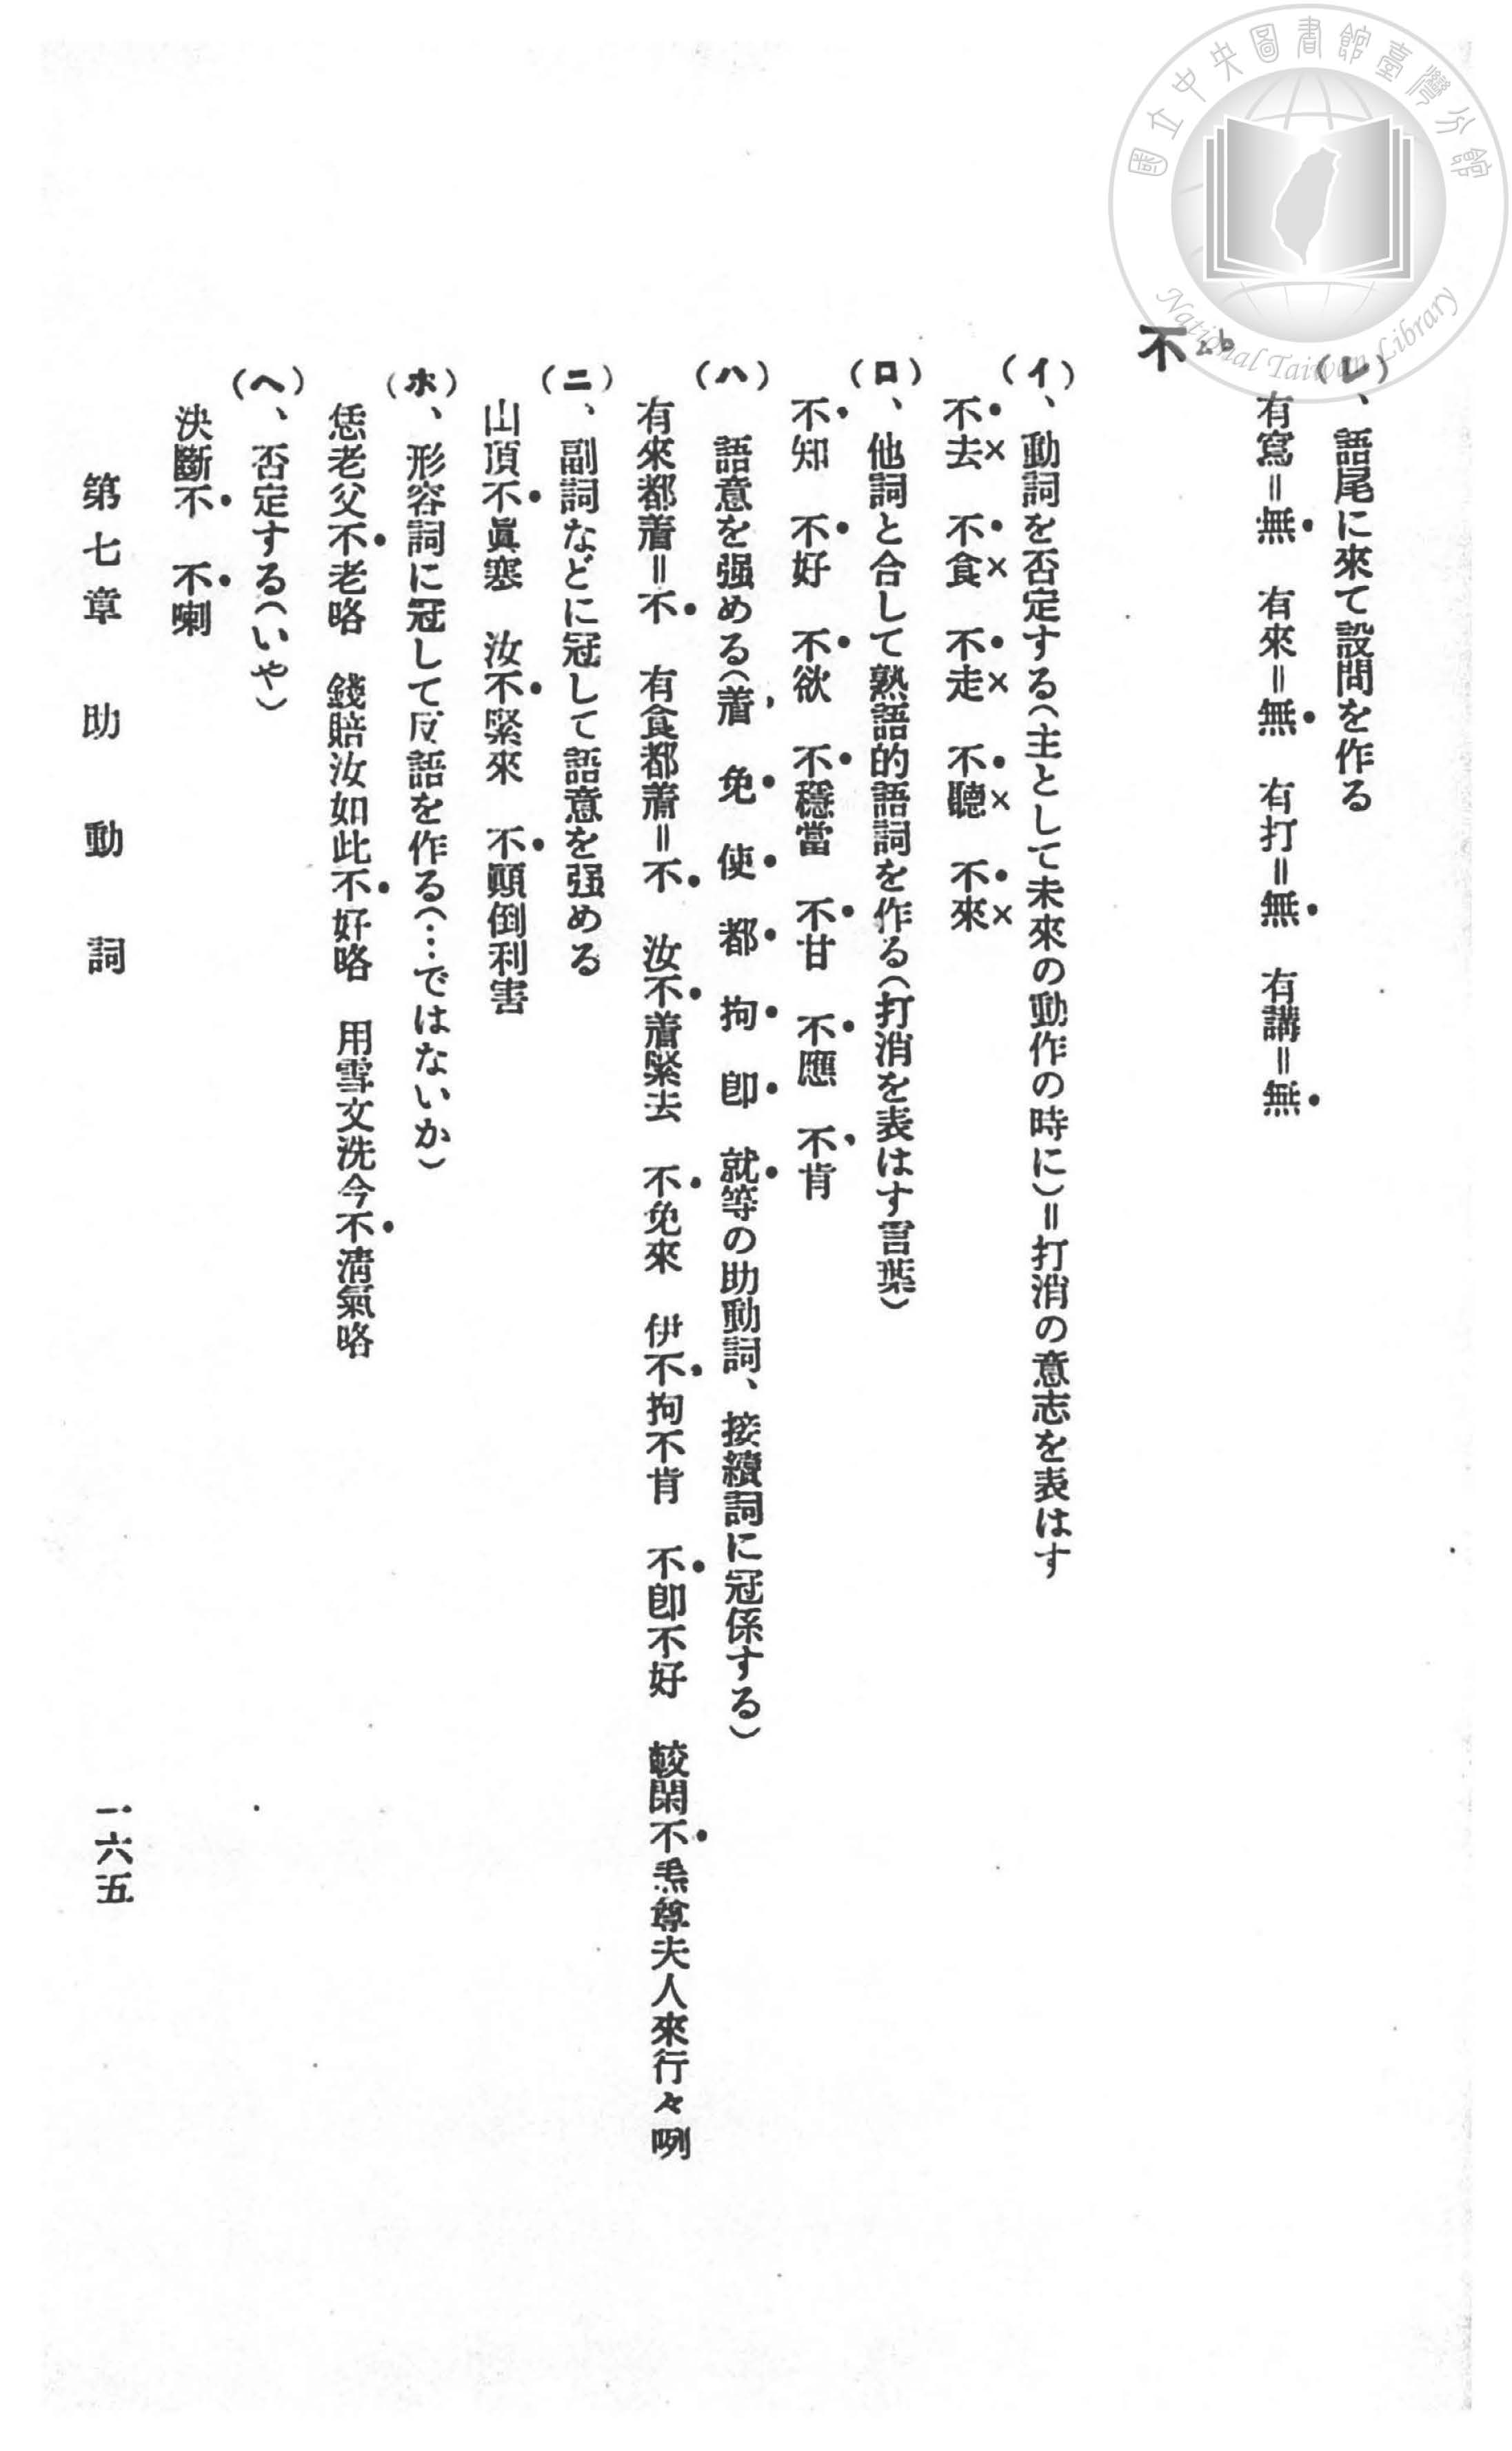 國立中央圖書館臺灣分館
National Taiwan Library
(レ)、語尾に來て設問を作る
有寫＝無　有來＝無　有打＝無　有講＝無
不
(イ)、動詞を否定する(主として未來の動作の時に)＝打消の意志を表はす
不去　不食　不走　不聽　不來
(ロ)、他詞と合して熟語的語詞を作る(打消を表はす言葉)
不知　不好　不欲　不穩當　不甘　不應　不肯
(ハ)　語意を强める(着　免　使　都　拘　卽　就等の助動詞、接續詞に冠係する)
有來都着＝不　有食都着＝不　汝不着緊去　不免來　伊不拘不肯　不卽不好　較閑不羔尊夫人來行々咧
(ニ)、副詞などに冠して語意を强める
山頂不眞寒　汝不緊來　不顚倒利害
(ホ)、形容詞に冠して反語を作る(…ではないか)
恁老父不老略　錢賠汝如此不好略　用雪文洗今不淸氣略
(ヘ)、否定する(いや)
決斷不　不喇
第七章　助動詞
一六五